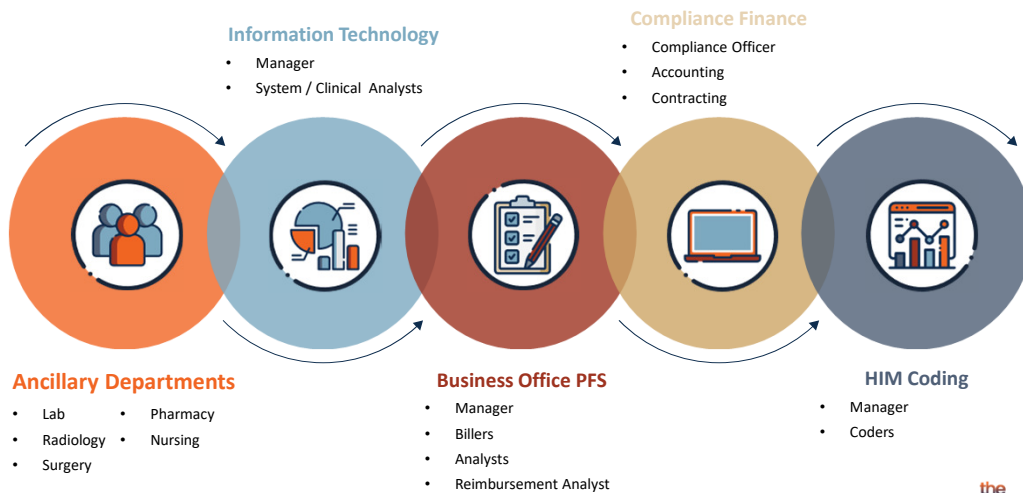 Compliance Finance
• Compliance Officer
• Accounting
• Contracting
Information Technology
• Manager
• System / Clinical Analysts
Ancillary Departments
• Lab • Pharmacy
• Radiology • Nursing
• Surgery
Business Office PFS
• Manager
• Billers
• Analysts
• Reimbursement Analyst
HIM Coding
• Manager
• Coders
the